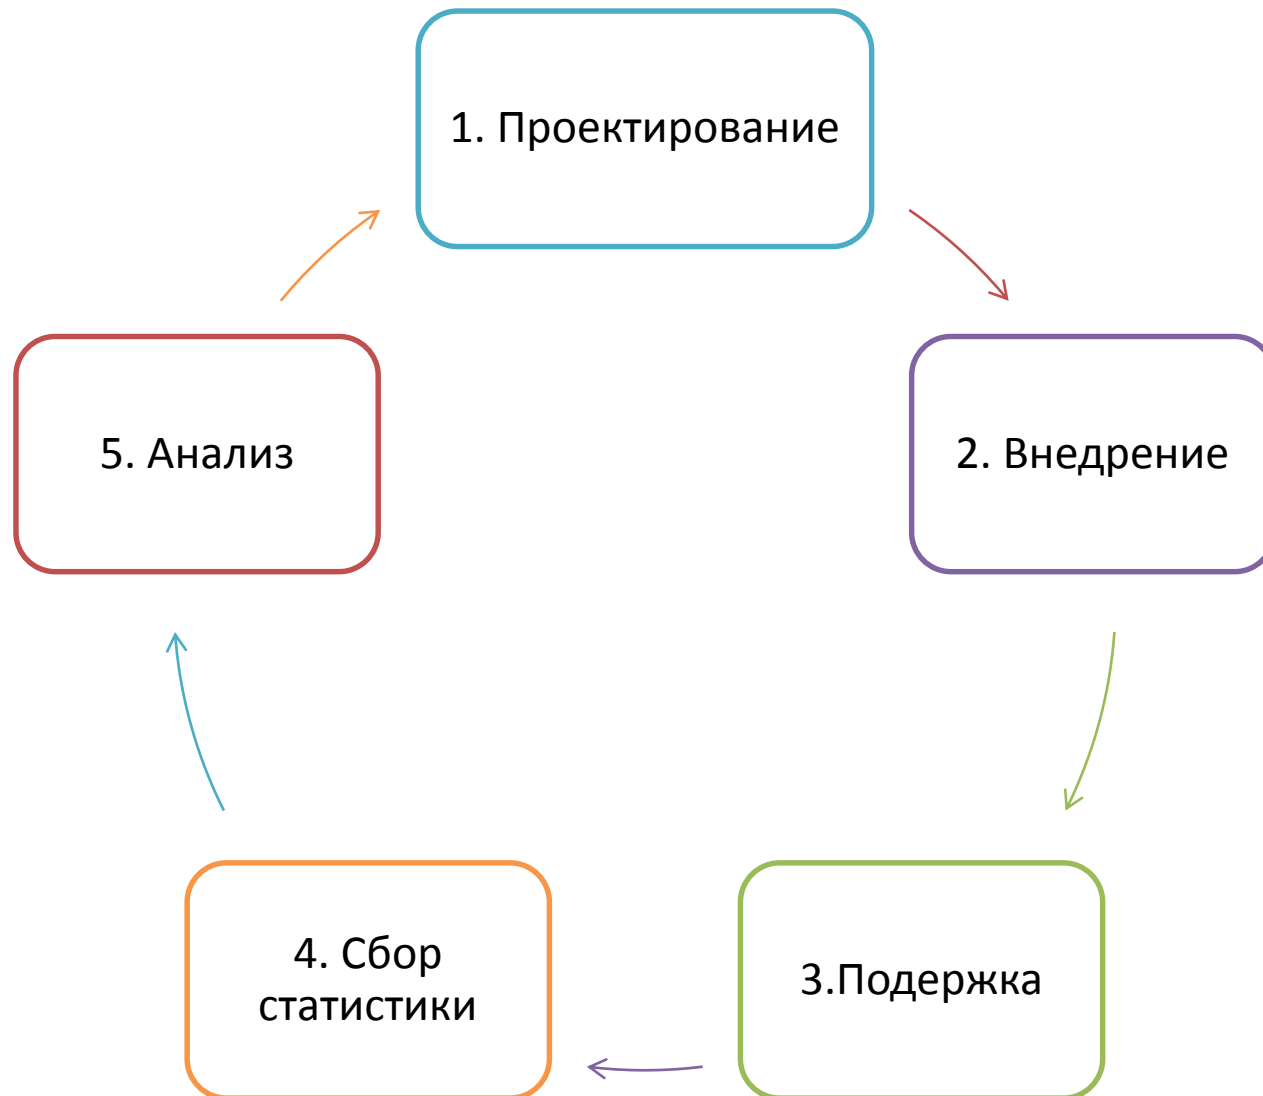 1. Проектирование
2. Внедрение
3.Подержка
4. Сбор
статистики
5. Анализ